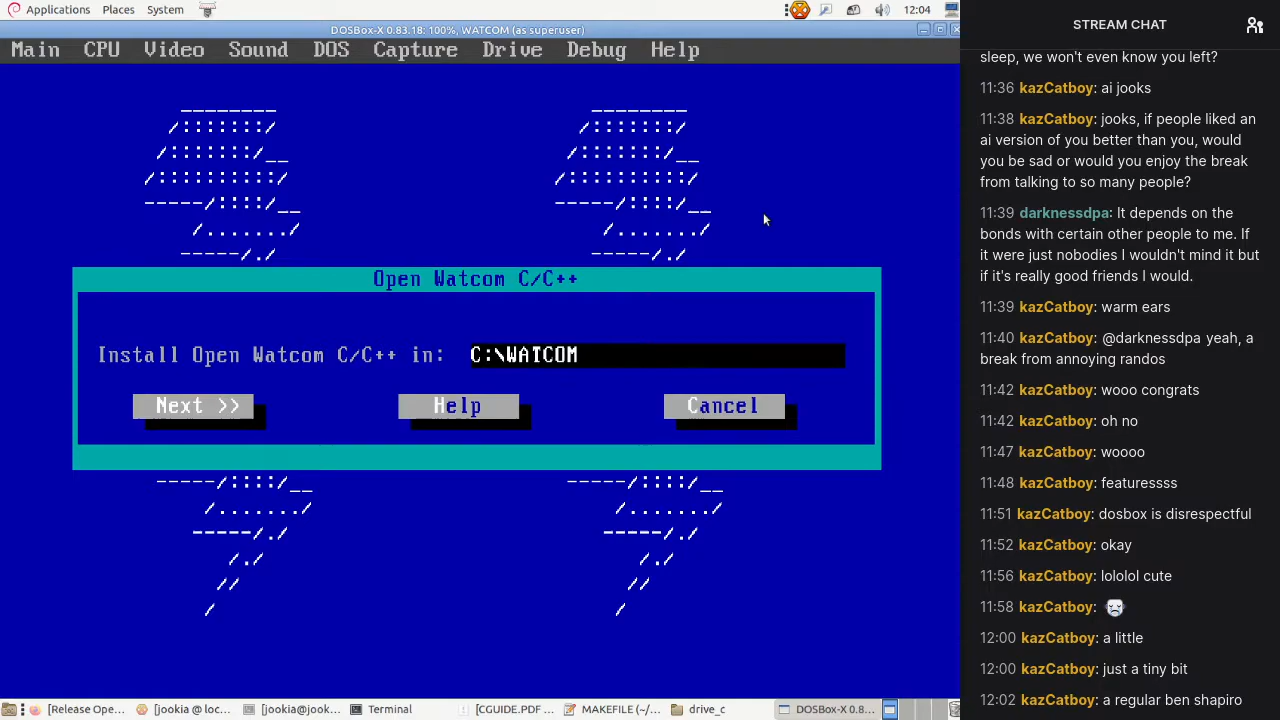 Applications Places System 12:04
DOSBox-X 0.83.18: 100%, WATCOM (as superuser)
Main CPU Video Sound DOS Capture Drive Debug Help
Open Watcom C/C++
Install Open Watcom C/C++ in: C:\WATCOM
Next >> Help Cancel
[Release Ope... [jookia@loc... [jookia@jook... Terminal [CGUIDE.PDF ... MAKEFILE (~/... drive_c DOSBox-X 0.8...
STREAM CHAT
sleep, we won't even know you left?
11:36 kazCatboy: ai jooks
11:38 kazCatboy: jooks, if people liked an
ai version of you better than you, would
you be sad or would you enjoy the break
from talking to so many people?
11:39 darknessdpa: It depends on the
bonds with certain other people to me. If
it were just nobodies I wouldn't mind it but
if it's really good friends I would.
11:39 kazCatboy: warm ears
11:40 kazCatboy: @darknessdpa yeah, a
break from annoying randos
11:42 kazCatboy: wooo congrats
11:42 kazCatboy: oh no
11:47 kazCatboy: woooo
11:48 kazCatboy: featuressss
11:51 kazCatboy: dosbox is disrespectful
11:52 kazCatboy: okay
11:56 kazCatboy: lololol cute
11:58 kazCatboy:
12:00 kazCatboy: a little
12:00 kazCatboy: just a tiny bit
12:02 kazCatboy: a regular ben shapiro